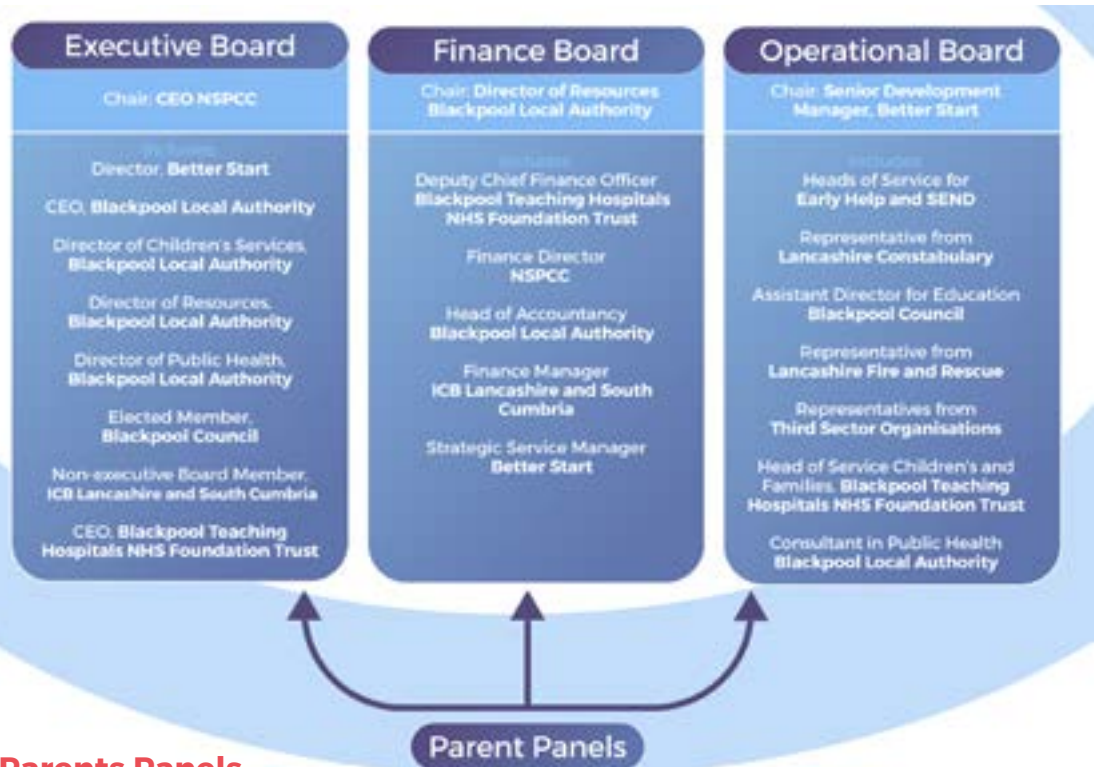 Executive Board
Chair: CEO NSPCC
Includes
Director, Better Start
CEO, Blackpool Local Authority
Director of Children's Services,
Blackpool Local Authority
Director of Resources,
Blackpool Local Authority
Director of Public Health,
Blackpool Local Authority
Elected Member,
Blackpool Council
Non-executive Board Member,
ICB Lancashire and South Cumbria
CEO, Blackpool Teaching
Hospitals NHS Foundation Trust
Finance Board
Chair: Director of Resources
Blackpool Local Authority
Includes
Deputy Chief Finance Officer
Blackpool Teaching Hospitals
NHS Foundation Trust
Finance Director
NSPCC
Head of Accountancy
Blackpool Local Authority
Finance Manager
ICB Lancashire and South
Cumbria
Strategic Service Manager
Better Start
Operational Board
Chair: Senior Development
Manager, Better Start
Includes
Heads of Service for
Early Help and SEND
Representative from
Lancashire Constabulary
Assistant Director for Education
Blackpool Council
Representative from
Lancashire Fire and Rescue
Representatives from
Third Sector Organisations
Head of Service Children's and
Families, Blackpool Teaching
Hospitals NHS Foundation Trust
Consultant in Public Health
Blackpool Local Authority
Parent Panels
Parents Panels